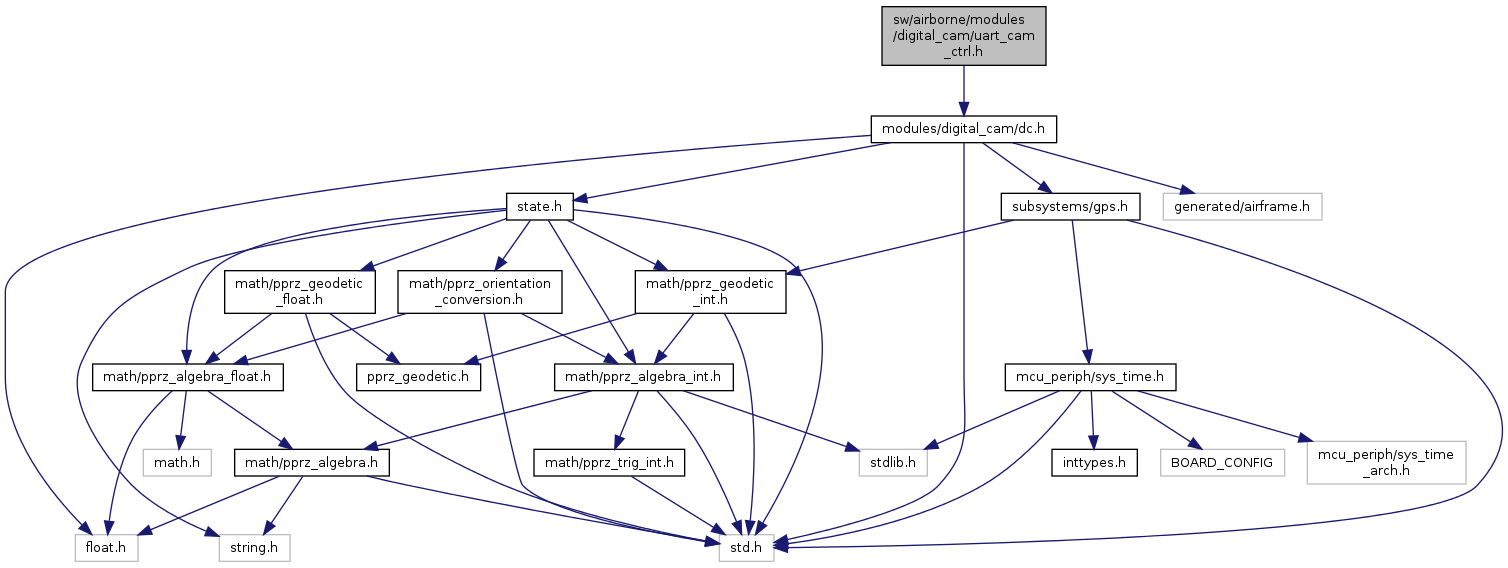 sw/airborne/modules
/digital_cam/uart_cam
_ctrl.h
modules/digital_cam/dc.h
state.h
subsystems/gps.h
generated/airframe.h
math/pprz_geodetic
_float.h
math/pprz_orientation
_conversion.h
math/pprz_geodetic
_int.h
math/pprz_algebra_float.h
pprz_geodetic.h
math/pprz_algebra_int.h
mcu_periph/sys_time.h
math.h
math/pprz_algebra.h
math/pprz_trig_int.h
stdlib.h
inttypes.h
BOARD_CONFIG
mcu_periph/sys_time
_arch.h
float.h
string.h
std.h